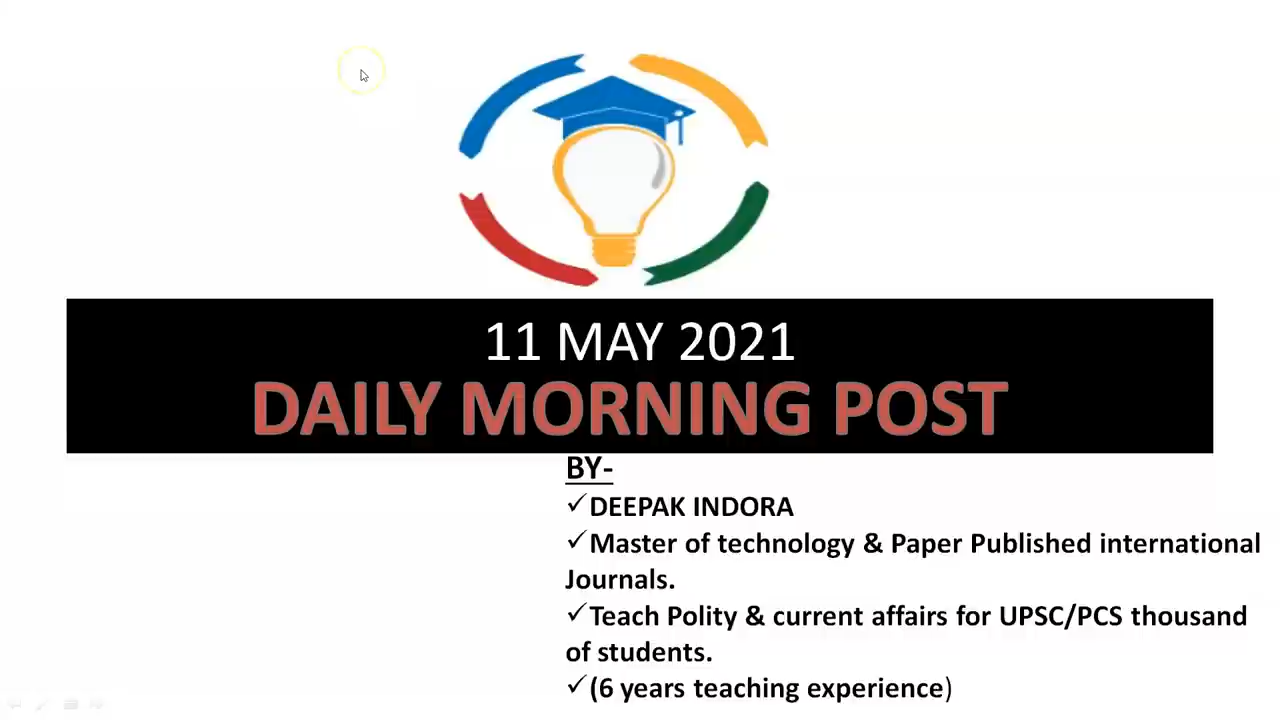 11 MAY 2021
DAILY MORNING POST
BY-
✓DEEPAK INDORA
✓Master of technology & Paper Published international
Journals.
✓Teach Polity & current affairs for UPSC/PCS thousand
of students.
✓(6 years teaching experience)